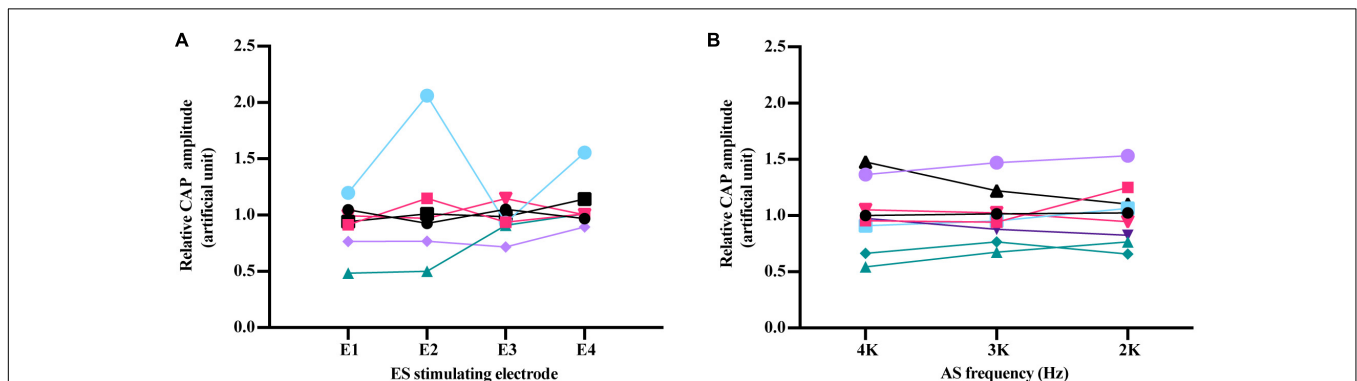 A
2.5
2.0
1.5
1.0
0.5
0.0
Relative CAP amplitude
(artificial unit)
E1 E2 E3 E4
ES stimulating electrode
B
2.5
2.0
1.5
1.0
0.5
0.0
Relative CAP amplitude
(artificial unit)
4K 3K 2K
AS frequency (Hz)